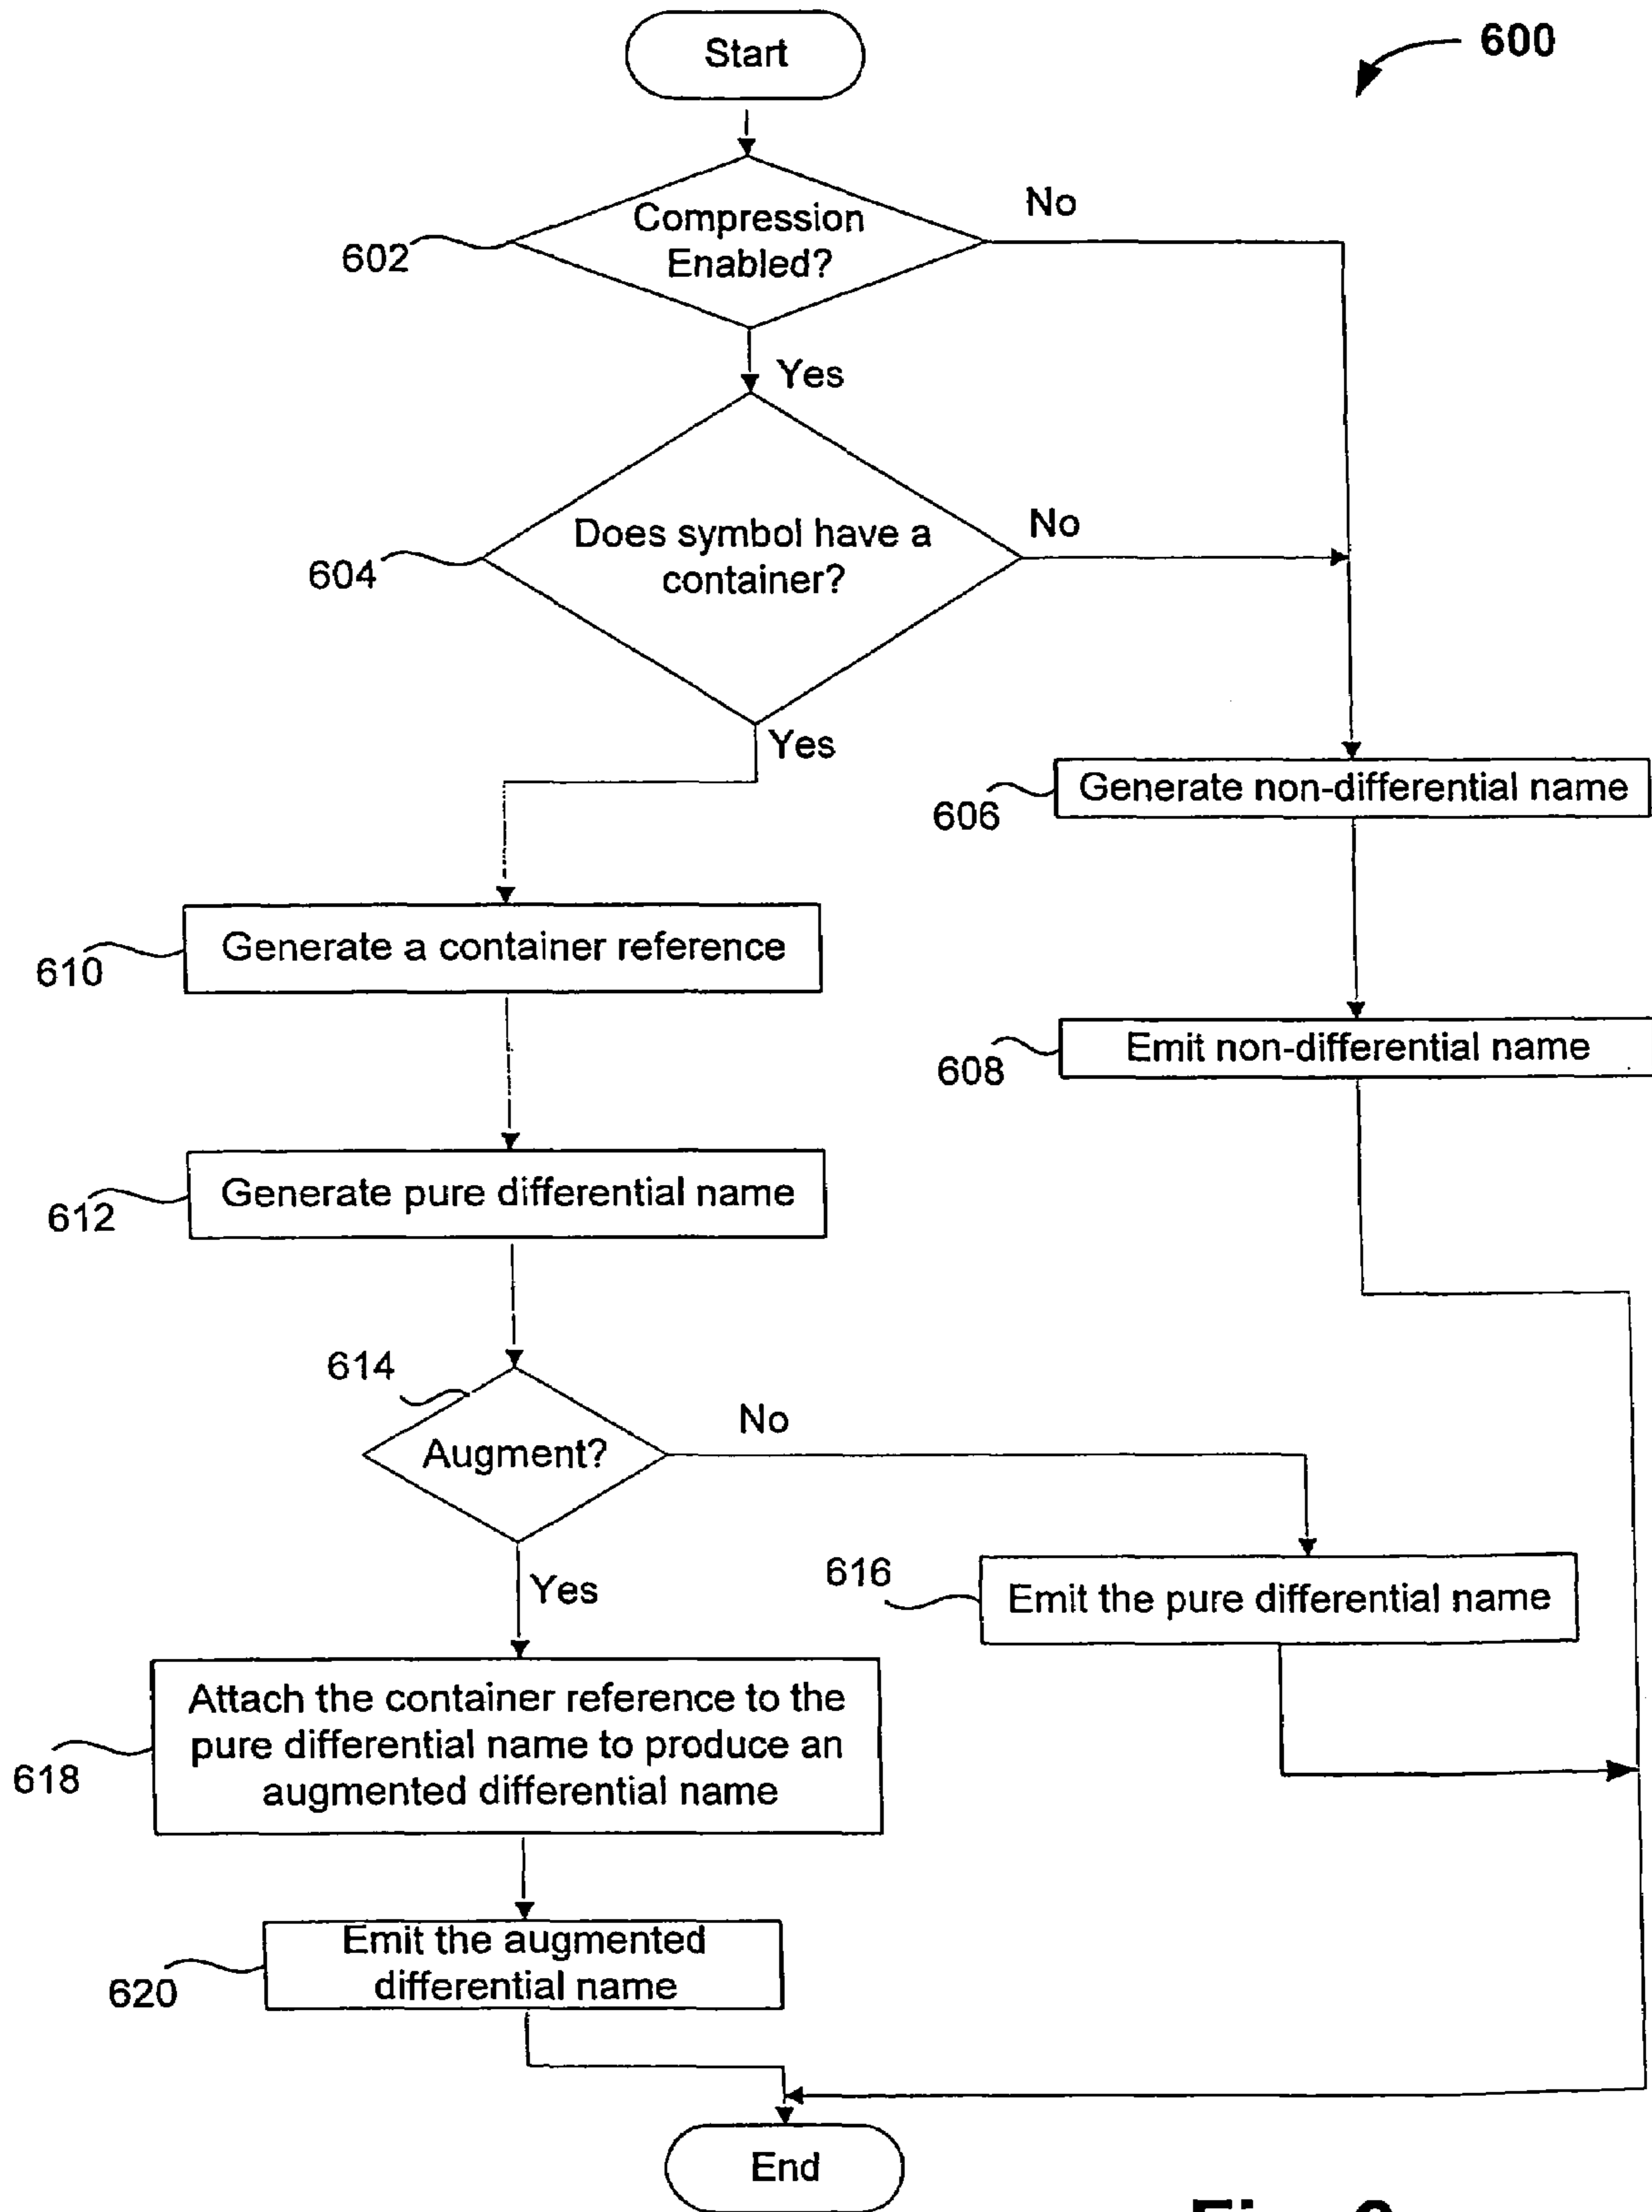 Start
600
Compression
Enabled?
602
No
Yes
Does symbol have a
container?
604
No
Yes
Generate non-differential name
606
Generate a container reference
610
Emit non-differential name
608
Generate pure differential name
612
614
Augment?
No
Yes
616
Emit the pure differential name
Attach the container reference to the
pure differential name to produce an
augmented differential name
618
Emit the augmented
differential name
620
End